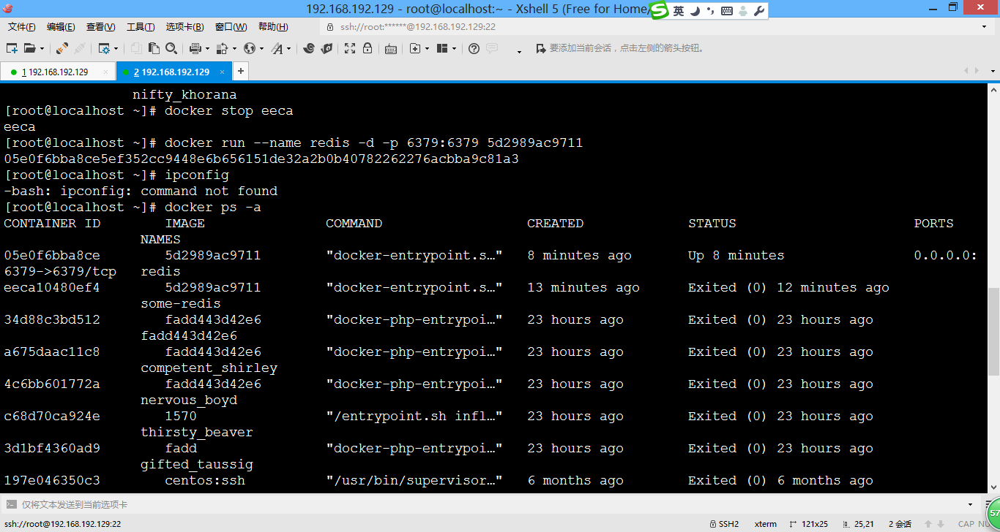 192.168.192.129 - root@localhost:~ - Xshell 5 (Free for Home/
英
文件(F) 编辑(E) 查看(V) 工具(T) 选项卡(B) 窗口(W) 帮助(H)
ssh://root:******@192.168.192.129:22
要添加当前会话，点击左侧的箭头按钮。
1 192.168.192.129 × 2 192.168.192.129 × +
nifty_khorana
[root@localhost ~]# docker stop eeca
eeca
[root@localhost ~]# docker run --name redis -d -p 6379:6379 5d2989ac9711
05e0f6bba8ce5ef352cc9448e6b656151de32a2b0b40782262276acbba9c81a3
[root@localhost ~]# ipconfig
-bash: ipconfig: command not found
[root@localhost ~]# docker ps -a
CONTAINER ID IMAGE COMMAND CREATED STATUS PORTS
NAMES
05e0f6bba8ce 5d2989ac9711 "docker-entrypoint.s…" 8 minutes ago Up 8 minutes 0.0.0.0:
6379->6379/tcp redis
eeca10480ef4 5d2989ac9711 "docker-entrypoint.s…" 13 minutes ago Exited (0) 12 minutes ago
some-redis
34d88c3bd512 fadd443d42e6 "docker-php-entrypoi…" 23 hours ago Exited (0) 23 hours ago
fadd443d42e6
a675daac11c8 fadd443d42e6 "docker-php-entrypoi…" 23 hours ago Exited (0) 23 hours ago
competent_shirley
4c6bb601772a fadd443d42e6 "docker-php-entrypoi…" 23 hours ago Exited (0) 23 hours ago
nervous_boyd
c68d70ca924e 1570 "/entrypoint.sh infl…" 23 hours ago Exited (0) 23 hours ago
thirsty_beaver
3d1bf4360ad9 fadd "docker-php-entrypoi…" 23 hours ago Exited (0) 23 hours ago
gifted_taussig
197e046350c3 centos:ssh "/usr/bin/supervisor…" 6 months ago Exited (0) 6 months ago
仅将文本发送到当前选项卡
57
ssh://root@192.168.192.129:22 SSH2 xterm 121x25 25,21 2 会话 CAP NU